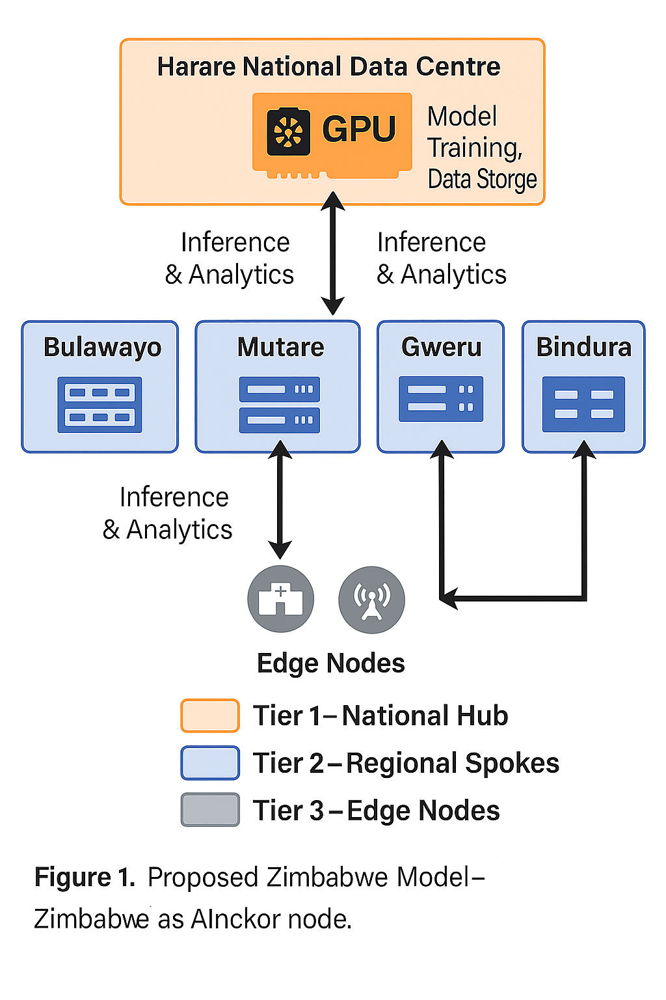 Harare National Data Centre
GPU
Model
Training,
Data Storge
Inference
& Analytics
Inference
& Analytics
Bulawayo
Mutare
Gweru
Bindura
Inference
& Analytics
Edge Nodes
Tier 1–National Hub
Tier 2–Regional Spokes
Tier 3–Edge Nodes
Figure 1. Proposed Zimbabwe Model–
Zimbabwe as AInckor node.